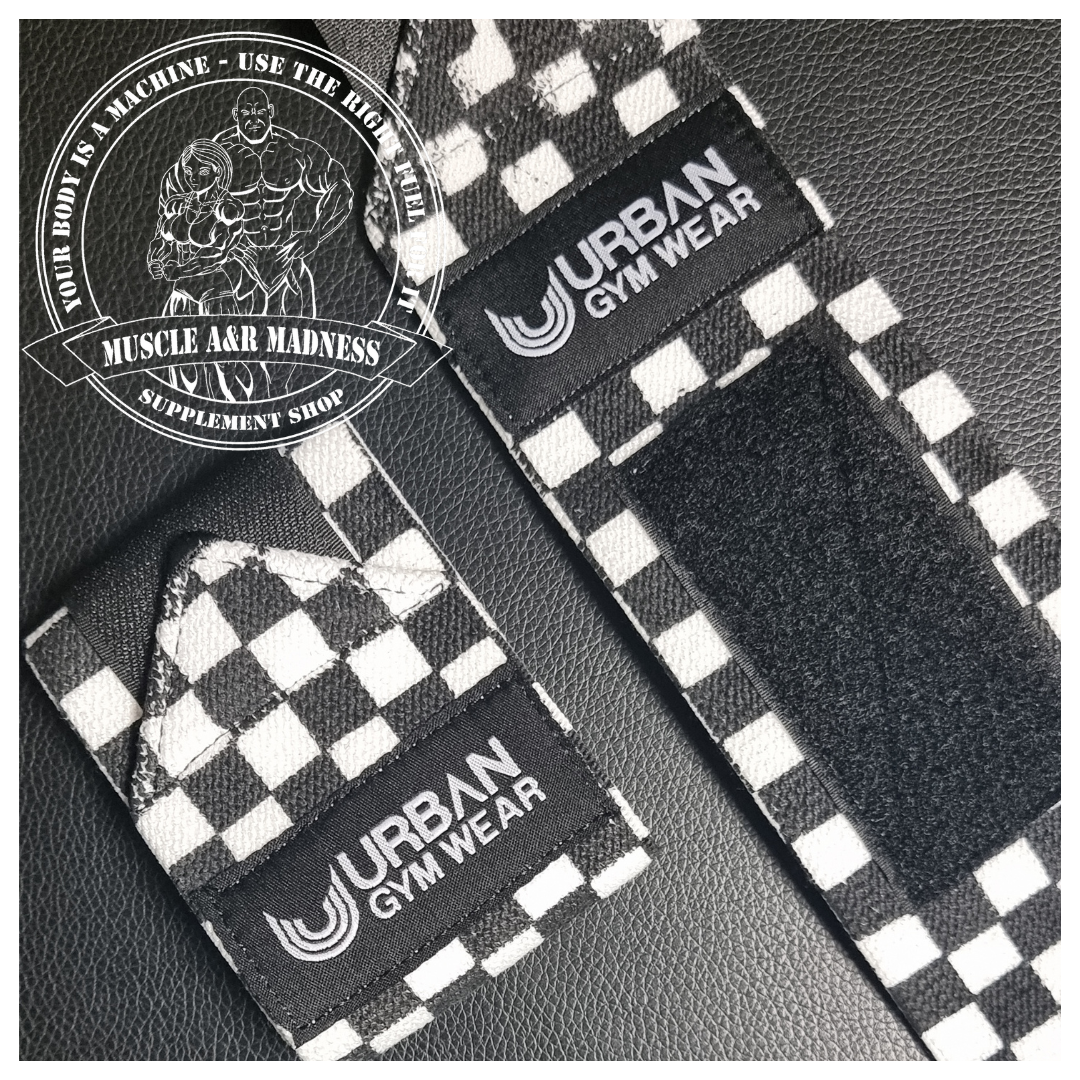 YOUR BODY IS A MACHINE - USE THE RIGHT FUEL
MUSCLE A&R MADNESS
SUPPLEMENT SHOP
URBAN
GYM WEAR
URBAN
GYM WEAR